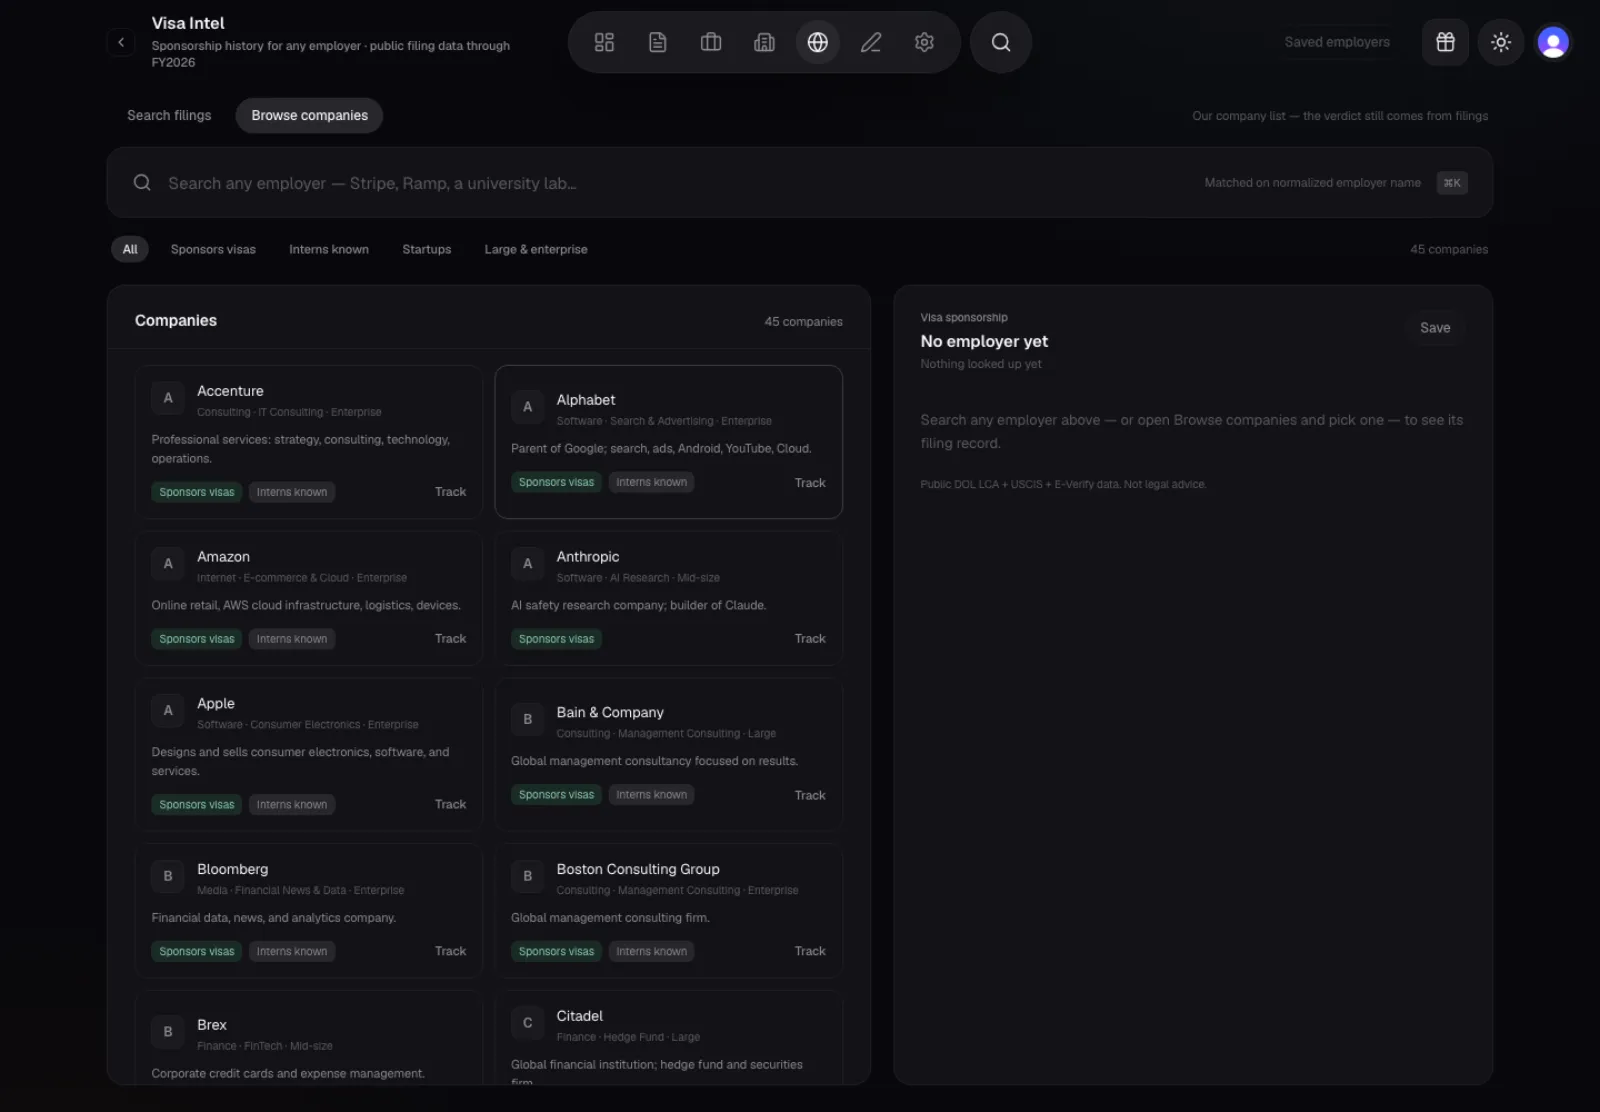 Visa Intel
Sponsorship history for any employer · public filing data through
FY2026
Saved employers
Search filings
Browse companies
Our company list — the verdict still comes from filings
Search any employer — Stripe, Ramp, a university lab…
Matched on normalized employer name
⌘K
All
Sponsors visas
Interns known
Startups
Large & enterprise
45 companies
Companies
45 companies
A
Accenture
Consulting · IT Consulting · Enterprise
Professional services: strategy, consulting, technology,
operations.
Sponsors visas
Interns known
Track
A
Alphabet
Software · Search & Advertising · Enterprise
Parent of Google; search, ads, Android, YouTube, Cloud.
Sponsors visas
Interns known
Track
A
Amazon
Internet · E-commerce & Cloud · Enterprise
Online retail, AWS cloud infrastructure, logistics, devices.
Sponsors visas
Interns known
Track
A
Anthropic
Software · AI Research · Mid-size
AI safety research company; builder of Claude.
Sponsors visas
Track
A
Apple
Software · Consumer Electronics · Enterprise
Designs and sells consumer electronics, software, and
services.
Sponsors visas
Interns known
Track
B
Bain & Company
Consulting · Management Consulting · Large
Global management consultancy focused on results.
Sponsors visas
Interns known
Track
B
Bloomberg
Media · Financial News & Data · Enterprise
Financial data, news, and analytics company.
Sponsors visas
Interns known
Track
B
Boston Consulting Group
Consulting · Management Consulting · Enterprise
Global management consulting firm.
Sponsors visas
Interns known
Track
B
Brex
Finance · FinTech · Mid-size
Corporate credit cards and expense management.
C
Citadel
Finance · Hedge Fund · Large
Global financial institution; hedge fund and securities
firm.
Visa sponsorship
No employer yet
Nothing looked up yet
Save
Search any employer above — or open Browse companies and pick one — to see its
filing record.
Public DOL LCA + USCIS + E-Verify data. Not legal advice.